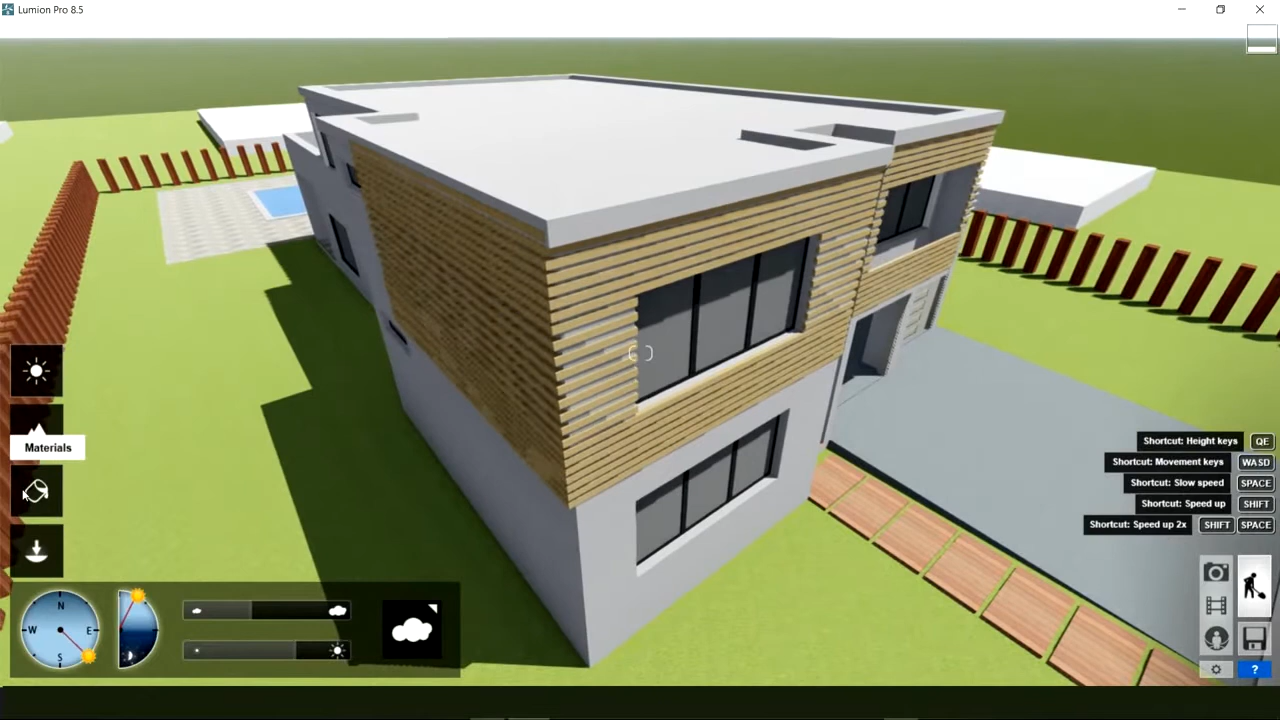 Lumion Pro 8.5
Materials
Shortcut: Height keys QE
Shortcut: Movement keys WASD
Shortcut: Slow speed SPACE
Shortcut: Speed up SHIFT
Shortcut: Speed up 2x SHIFT SPACE
N
W E
S
?